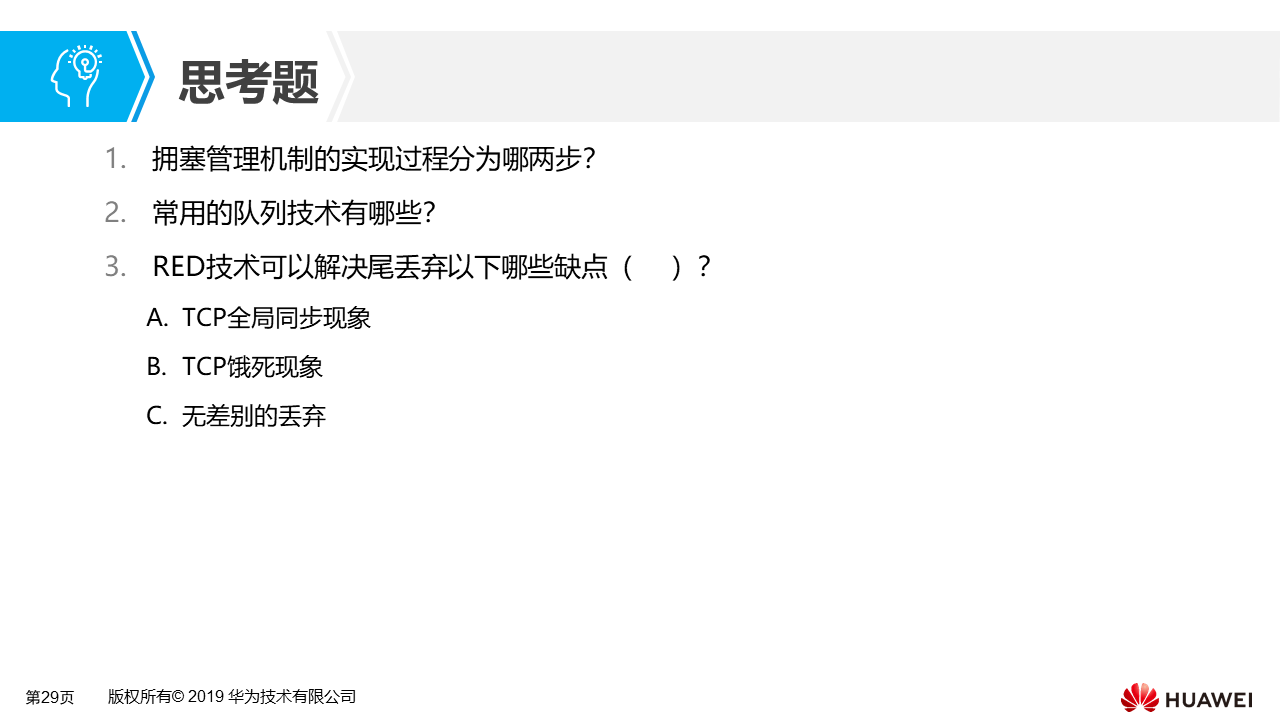 思考题
1. 拥塞管理机制的实现过程分为哪两步？
2. 常用的队列技术有哪些？
3. RED技术可以解决尾丢弃以下哪些缺点（ ）？
A. TCP全局同步现象
B. TCP饿死现象
C. 无差别的丢弃
第29页 版权所有© 2019 华为技术有限公司
HUAWEI